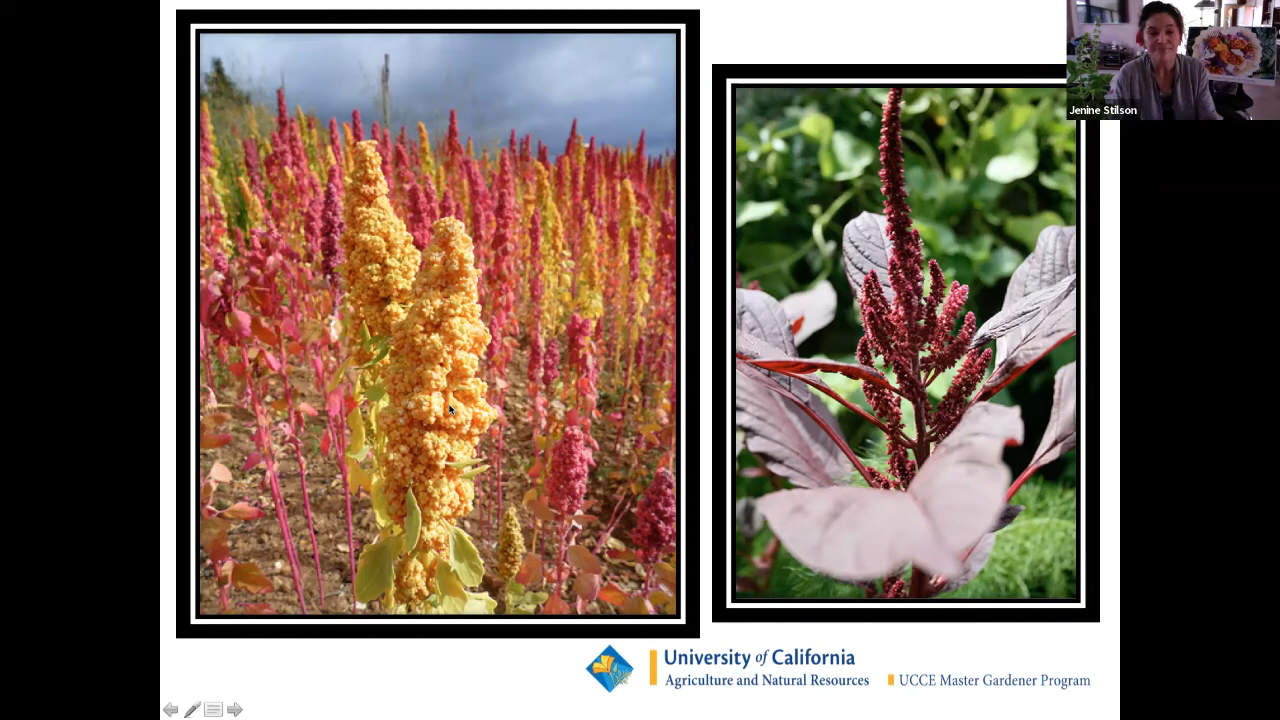 Jenine Stilson
University of California
Agriculture and Natural Resources
UCCE Master Gardener Program